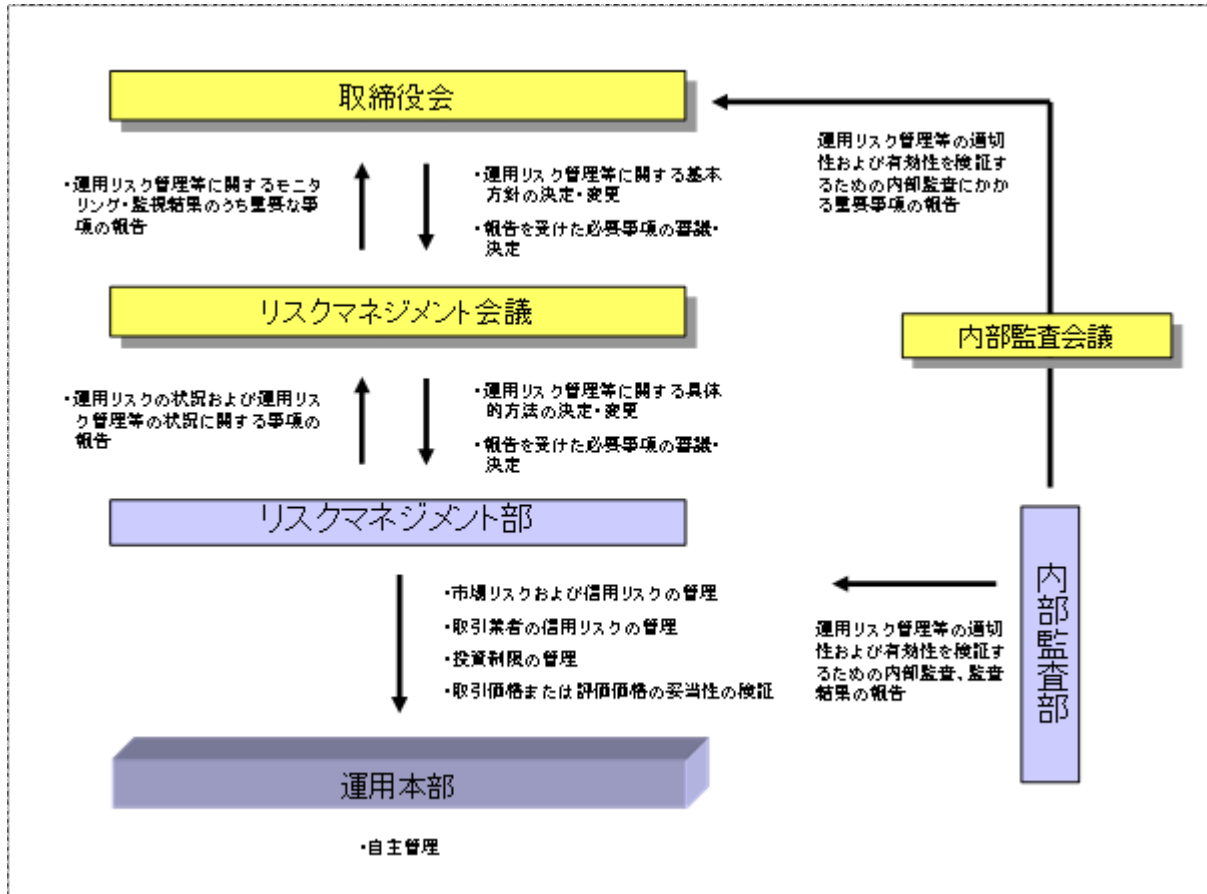 取締役会
・運用リスク管理等に関するモニタ
リング・監視結果のうち重要な事
項の報告
・運用リスク管理等に関する基本
方針の決定・変更
・報告を受けた必要事項の審議・
決定
運用リスク管理等の適切
性および有効性を検証す
るための内部監査にかか
る重要事項の報告
リスクマネジメント会議
内部監査会議
・運用リスクの状況および運用リス
ク管理等の状況に関する事項の
報告
・運用リスク管理等に関する具体
的方法の決定・変更
・報告を受けた必要事項の審議・
決定
リスクマネジメント部
・市場リスクおよび信用リスクの管理
・取引業者の信用リスクの管理
・投資制限の管理
・取引価格または評価価格の妥当性の検証
運用リスク管理等の適切
性および有効性を検証す
るための内部監査、監査
結果の報告
内部監査部
運用本部
・自主管理